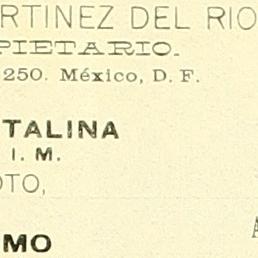 RTINEZ DEL RIO
PIETARIO.
250. México, D. F.
TALINA
I. M.
OTO,
MO